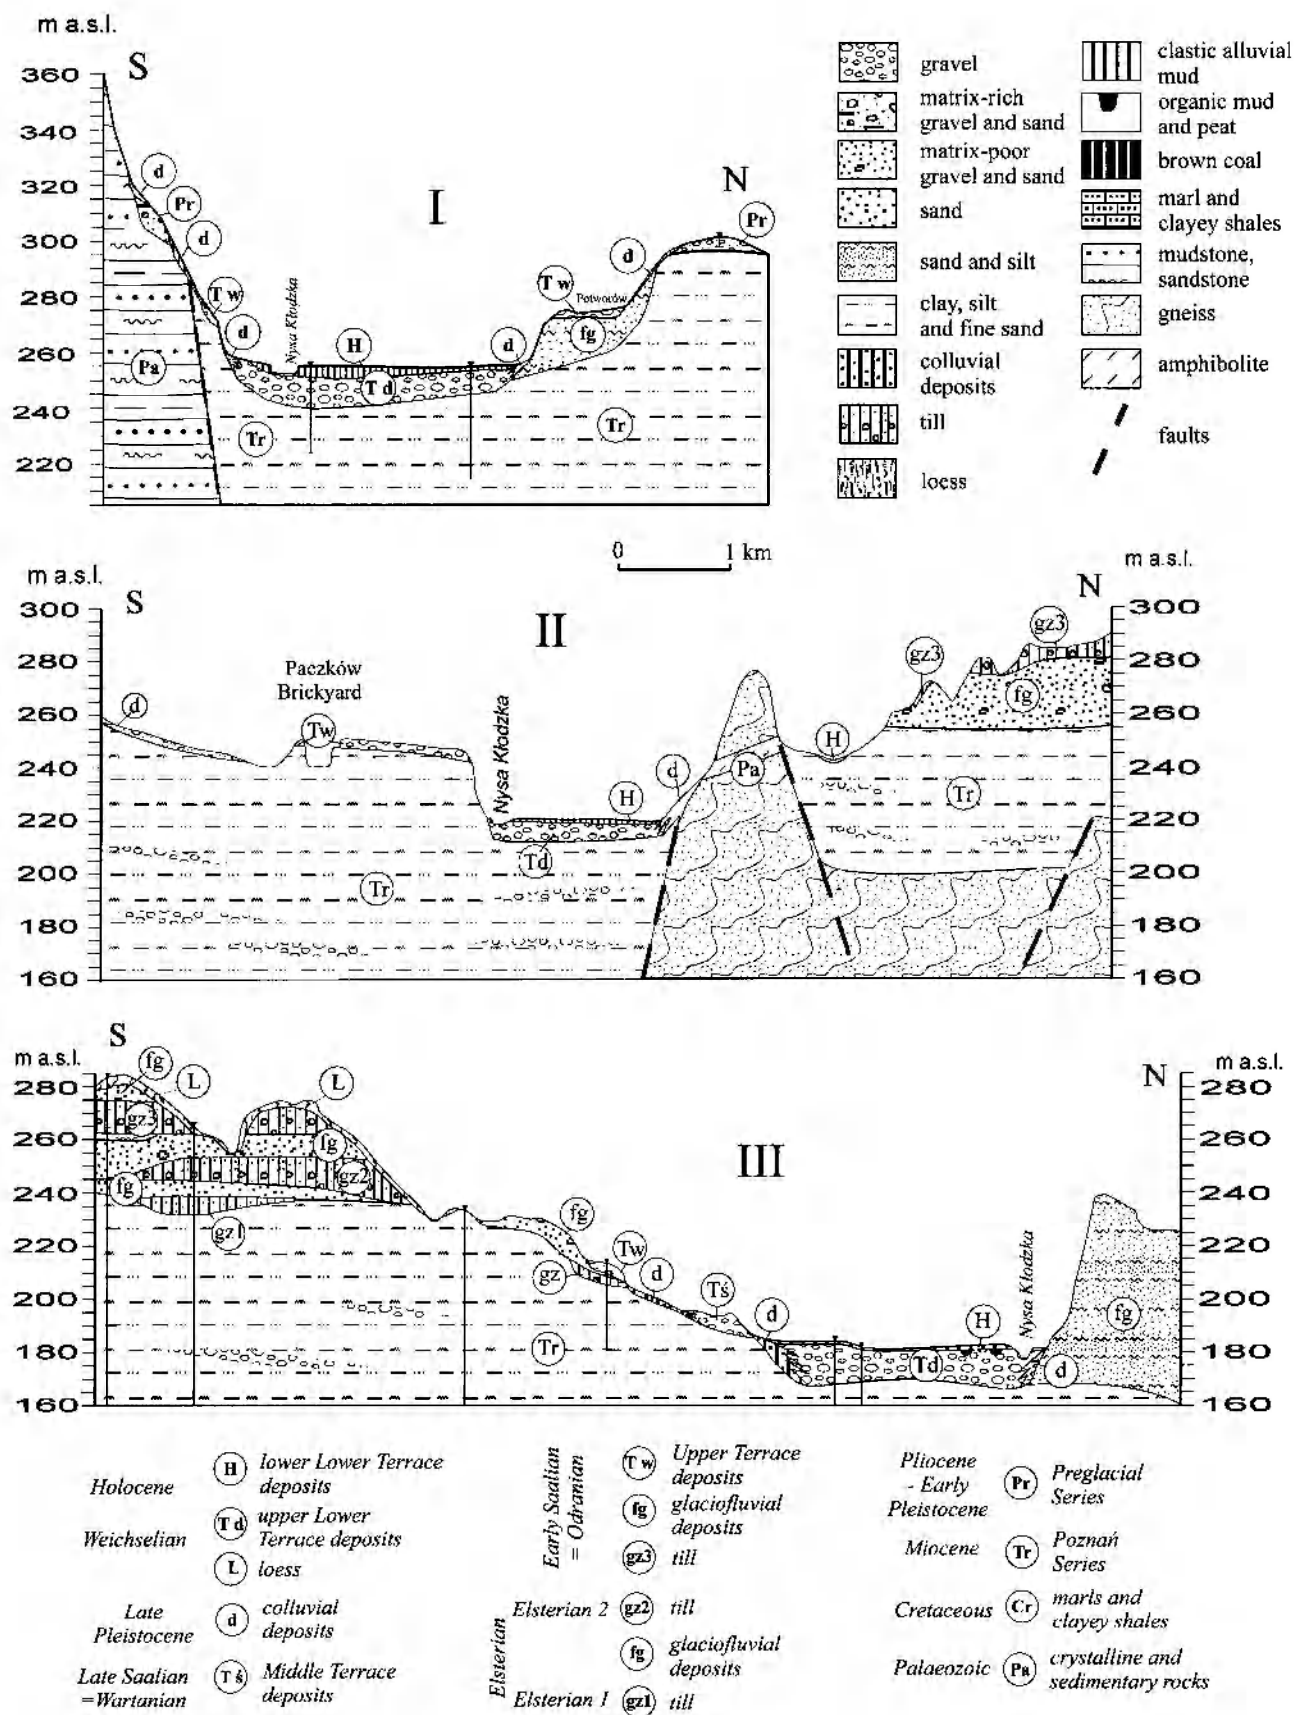 m a.s.l.
S
I
N
360
340
320
300
280
260
240
220
d
Pr
d
T w
d
Pa
Nysa Kłodzka
H
T d
Tr
d
T w
Potworów
fg
d
Pr
Tr
gravel
matrix-rich
gravel and sand
matrix-poor
gravel and sand
sand
sand and silt
clay, silt
and fine sand
colluvial
deposits
till
loess
clastic alluvial
mud
organic mud
and peat
brown coal
marl and
clayey shales
mudstone,
sandstone
gneiss
amphibolite
faults
0 1 km
m a.s.l.
S
II
N
m a.s.l.
300
280
260
240
220
200
180
160
d
Paczków
Brickyard
Tw
Nysa Kłodzka
H
d
Td
Tr
Pa
H
gz3
gz3
fg
Tr
300
280
260
240
220
200
180
160
S
m a.s.l.
III
N
m a.s.l.
280
260
240
220
200
180
160
fg
L
gz3
L
fg
gz2
fg
gz1
fg
Tw
gz
d
Tś
d
Tr
H
Td
Nysa Kłodzka
d
fg
280
260
240
220
200
180
160
Holocene
H
lower Lower Terrace
deposits
Weichselian
T d
upper Lower
Terrace deposits
L
loess
Late
Pleistocene
d
colluvial
deposits
Late Saalian
=Wartanian
T ś
Middle Terrace
deposits
Early Saalian
= Odranian
T w
Upper Terrace
deposits
fg
glaciofluvial
deposits
gz3
till
Elsterian
Elsterian 2
gz2
till
fg
glaciofluvial
deposits
Elsterian 1
gz1
till
Pliocene
- Early
Pleistocene
Pr
Preglacial
Series
Miocene
Tr
Poznań
Series
Cretaceous
Cr
marls and
clayey shales
Palaeozoic
Pa
crystalline and
sedimentary rocks